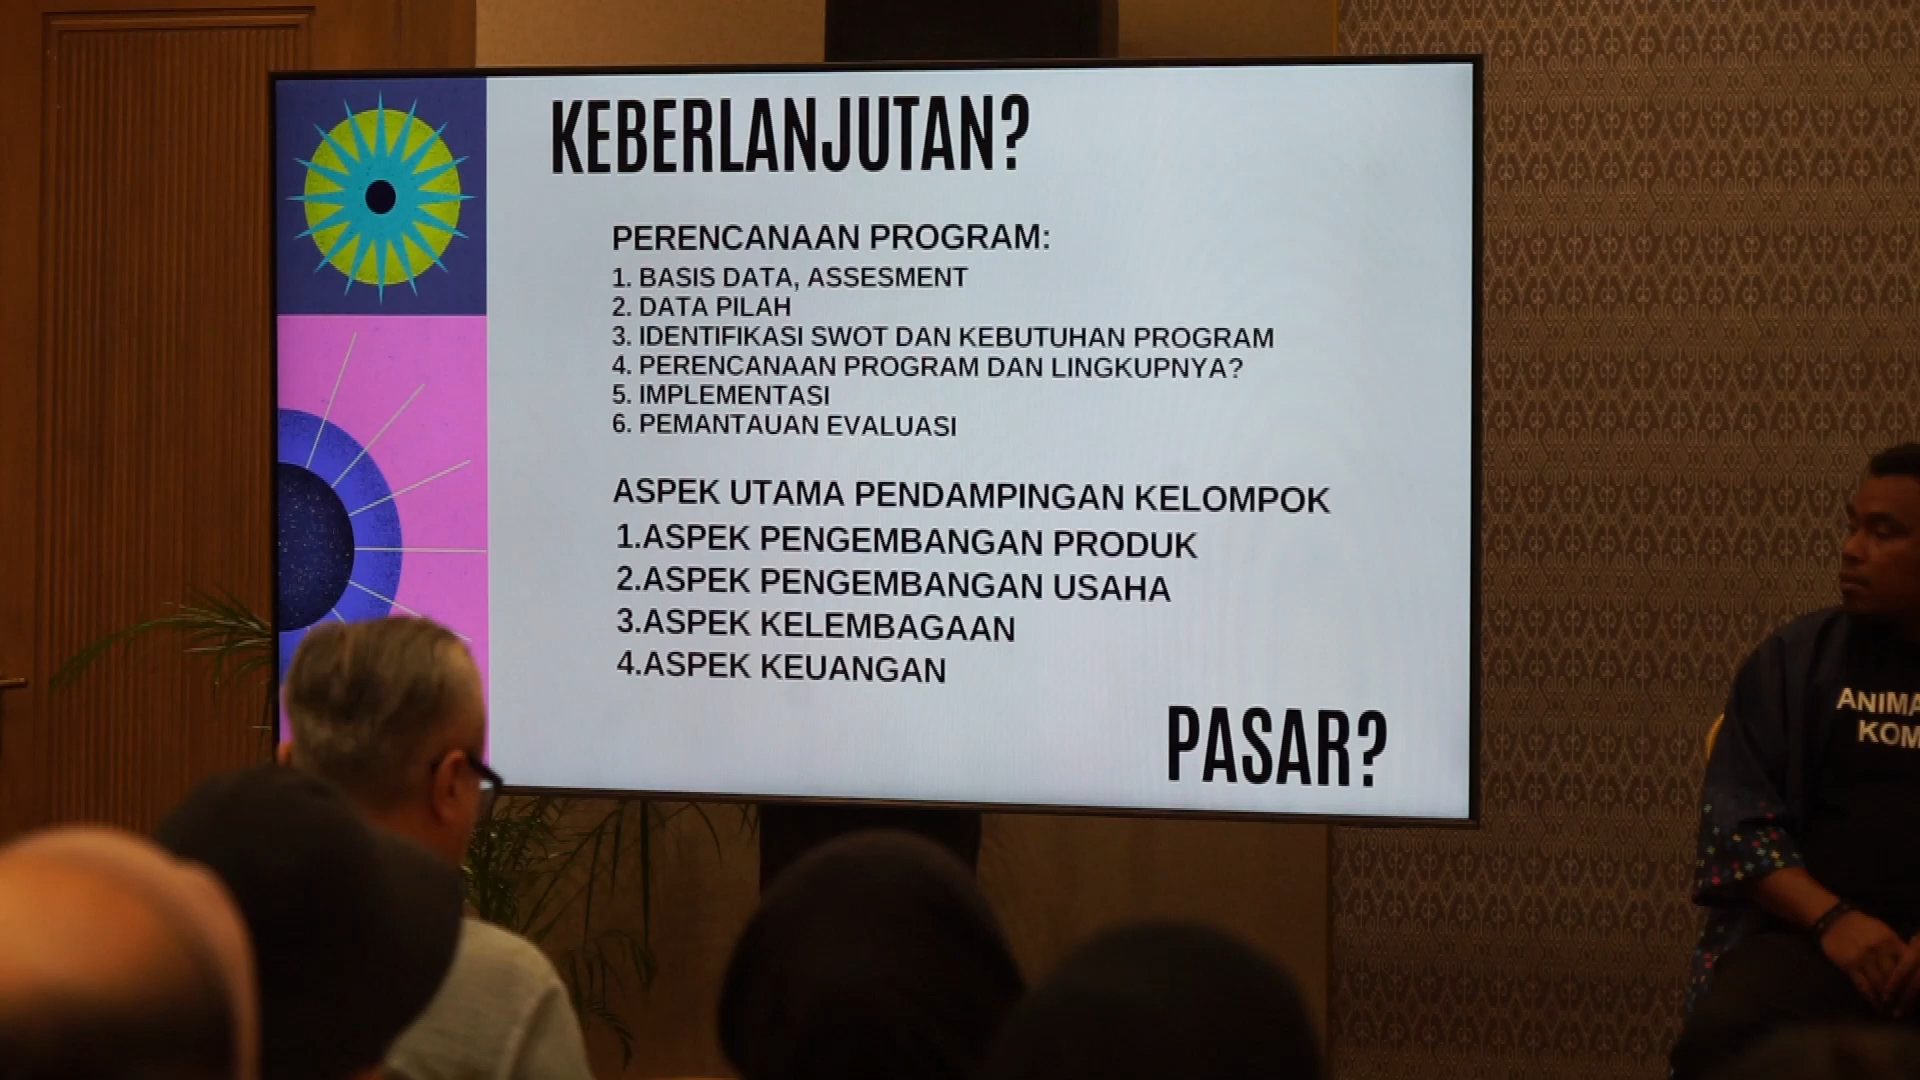 KEBERLANJUTAN?
PERENCANAAN PROGRAM:
1. BASIS DATA, ASSESMENT
2. DATA PILAH
3. IDENTIFIKASI SWOT DAN KEBUTUHAN PROGRAM
4. PERENCANAAN PROGRAM DAN LINGKUPNYA?
5. IMPLEMENTASI
6. PEMANTAUAN EVALUASI
ASPEK UTAMA PENDAMPINGAN KELOMPOK
1.ASPEK PENGEMBANGAN PRODUK
2.ASPEK PENGEMBANGAN USAHA
3.ASPEK KELEMBAGAAN
4.ASPEK KEUANGAN
PASAR?